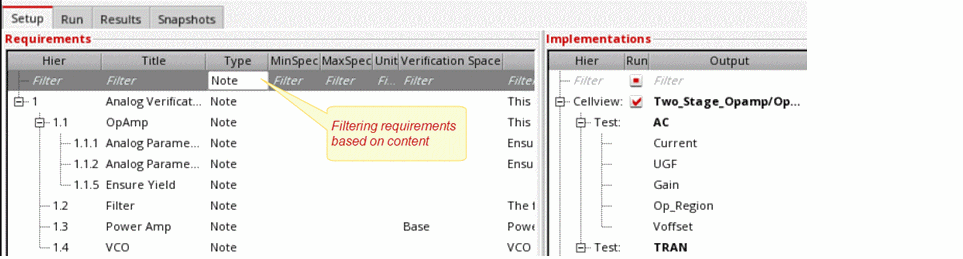 Setup Run Results Snapshots
Requirements Implementations
Hier Title Type MinSpec MaxSpec Unit Verification Space Hier Run Output
Filter Filter Note Filter Filter Fi... Filter Filte Filter Filter
1 Analog Verificat... Note This Cellview: Two_Stage_Opamp/Op...
1.1 OpAmp Note This Test: AC
Filtering requirements
based on content
1.1.1 Analog Parame... Note Ensu Current
1.1.2 Analog Parame... Note Ensu UGF
1.1.5 Ensure Yield Note Gain
1.2 Filter Note The f Op_Region
1.3 Power Amp Note Base Powe Voffset
1.4 VCO Note VCO Test: TRAN